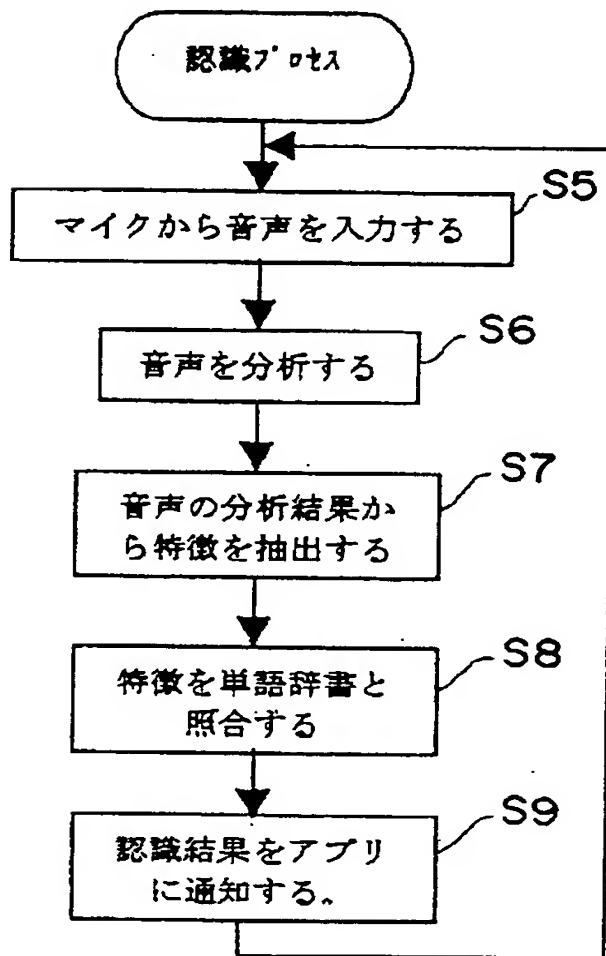 認識ﾌﾟﾛｾｽ
S5
マイクから音声を入力する
S6
音声を分析する
S7
音声の分析結果か
ら特徴を抽出する
S8
特徴を単語辞書と
照合する
S9
認識結果をアプリ
に通知する。